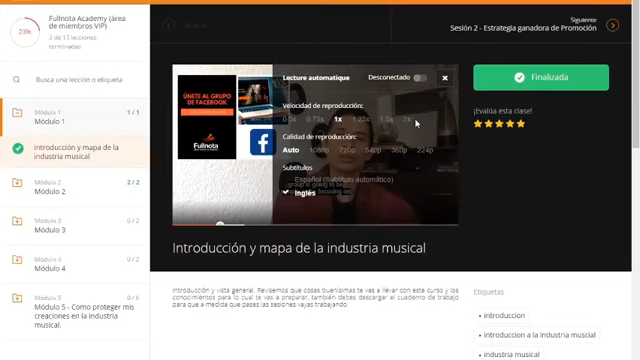 23%
Fullnota Academy (área
de miembros VIP)
3 de 13 lecciones
terminadas
Siguiente
Sesión 2 - Estrategia ganadora de
Promoción
Busca una lección o etiqueta
Módulo 1
1 / 1
Módulo 1
Introducción y mapa de la
industria musical
Módulo 2
2 / 2
Módulo 2
Módulo 3
0 / 2
Módulo 3
Módulo 4
0 / 2
Módulo 4
Módulo 5
0 / 6
Módulo 5 - Como proteger mis
creaciones en la industria
musical.
ÚNETE AL GRUPO
DE FACEBOOK
Fullnota
Lecture automatique
Desconectado
Velocidad de reproducción:
0.5x 0.75x 1x 1.25x 1.5x 2x
Calidad de reproducción:
Auto 1080p 720p 540p 360p 224p
Subtítulos
Español (Subtítulo automático)
Inglés
Finalizada
¡Evalúa esta clase!
Introducción y mapa de la industria musical
Introducción y vista general. Revisemos que cosas buenísimas te vas a llevar con este curso y los
conocimientos para lo cual te vas a preparar, también debes descargar el cuaderno de trabajo
para que a medida que pases las sesiones vayas trabajando.
Etiquetas
introduccion
introduccion a la industria muscial
industria musical